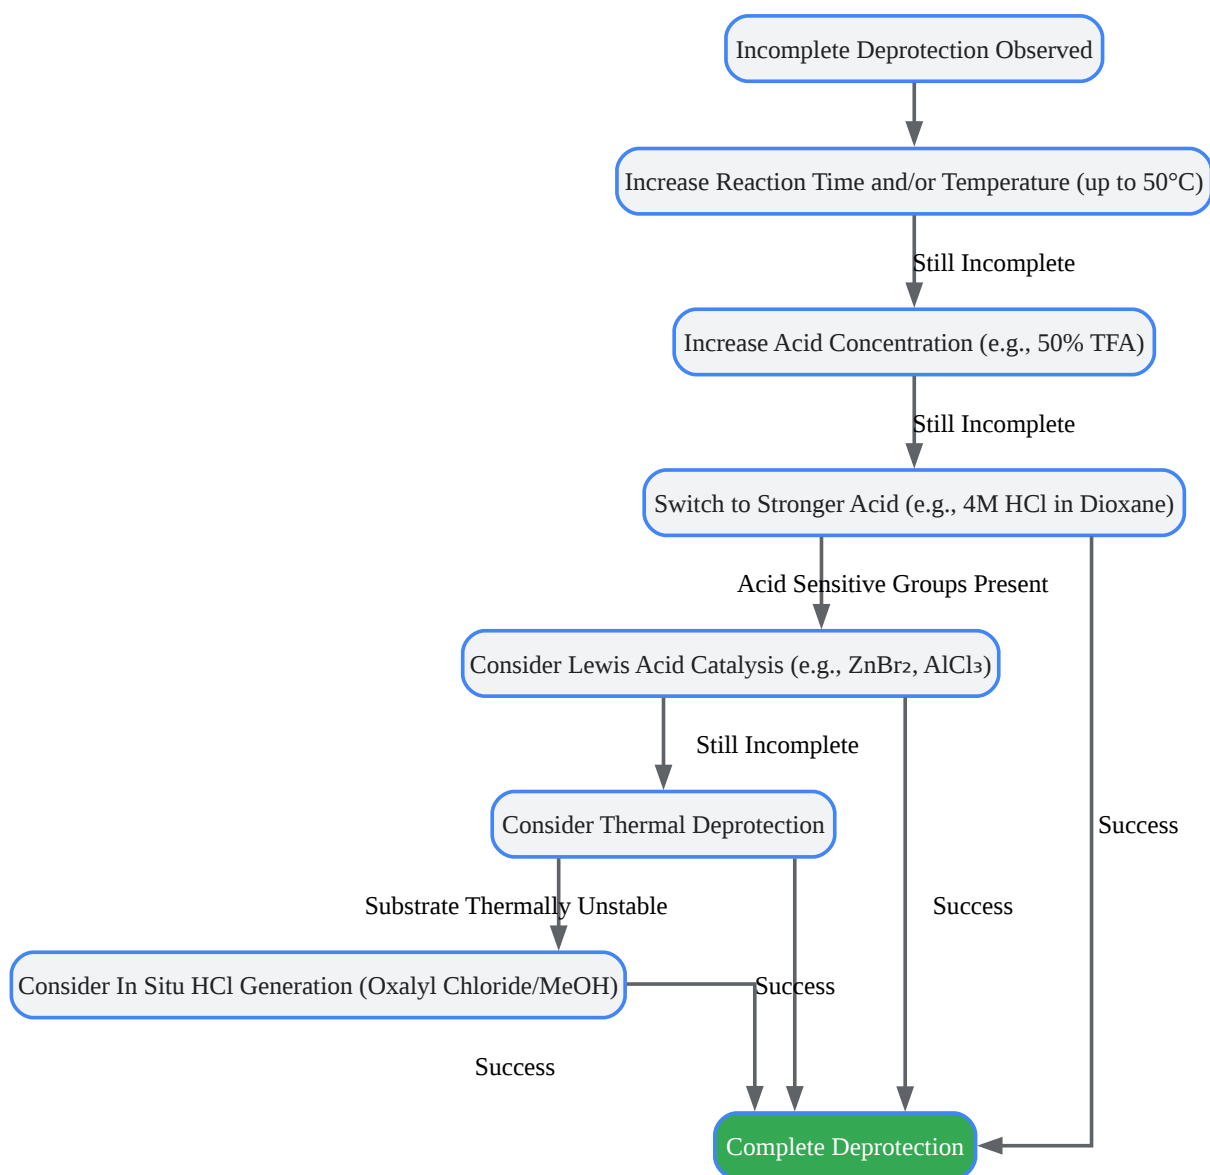 Incomplete Deprotection Observed
Increase Reaction Time and/or Temperature (up to 50°C)
Still Incomplete
Increase Acid Concentration (e.g., 50% TFA)
Still Incomplete
Switch to Stronger Acid (e.g., 4M HCl in Dioxane)
Acid Sensitive Groups Present
Consider Lewis Acid Catalysis (e.g., ZnBr₂, AlCl₃)
Still Incomplete
Consider Thermal Deprotection
Success
Substrate Thermally Unstable
Success
Consider In Situ HCl Generation (Oxalyl Chloride/MeOH)
Success
Success
Complete Deprotection